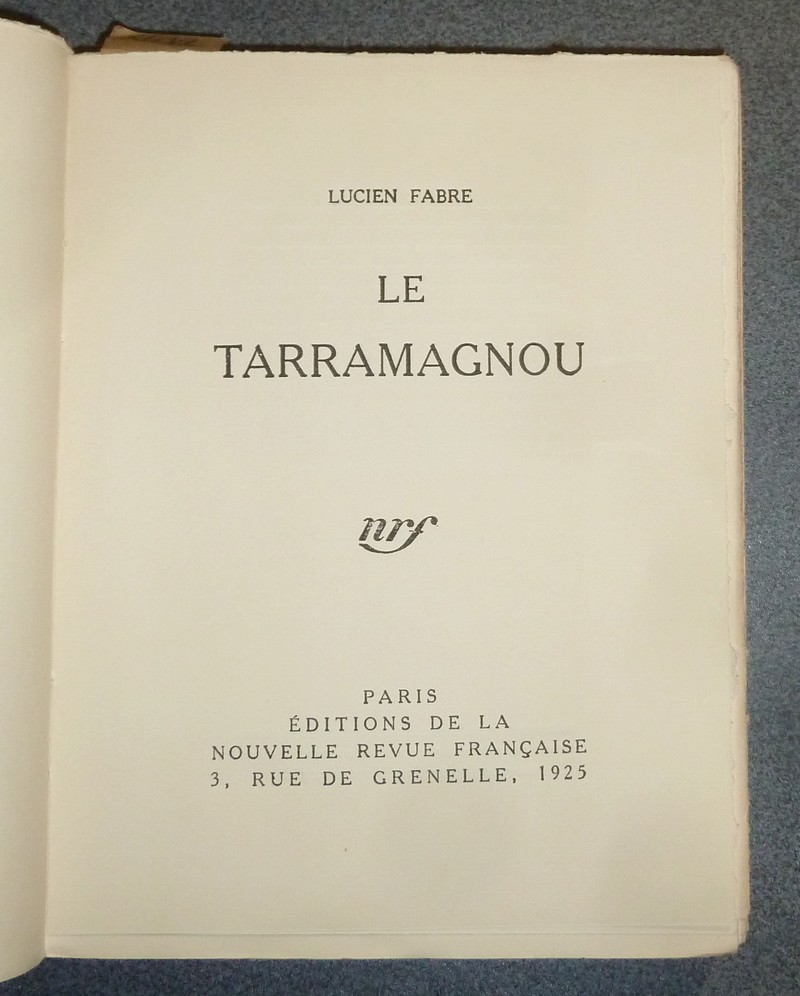 LUCIEN FABRE
LE
TARRAMAGNOU
nrf
PARIS
ÉDITIONS DE LA
NOUVELLE REVUE FRANÇAISE
3, RUE DE GRENELLE, 1925